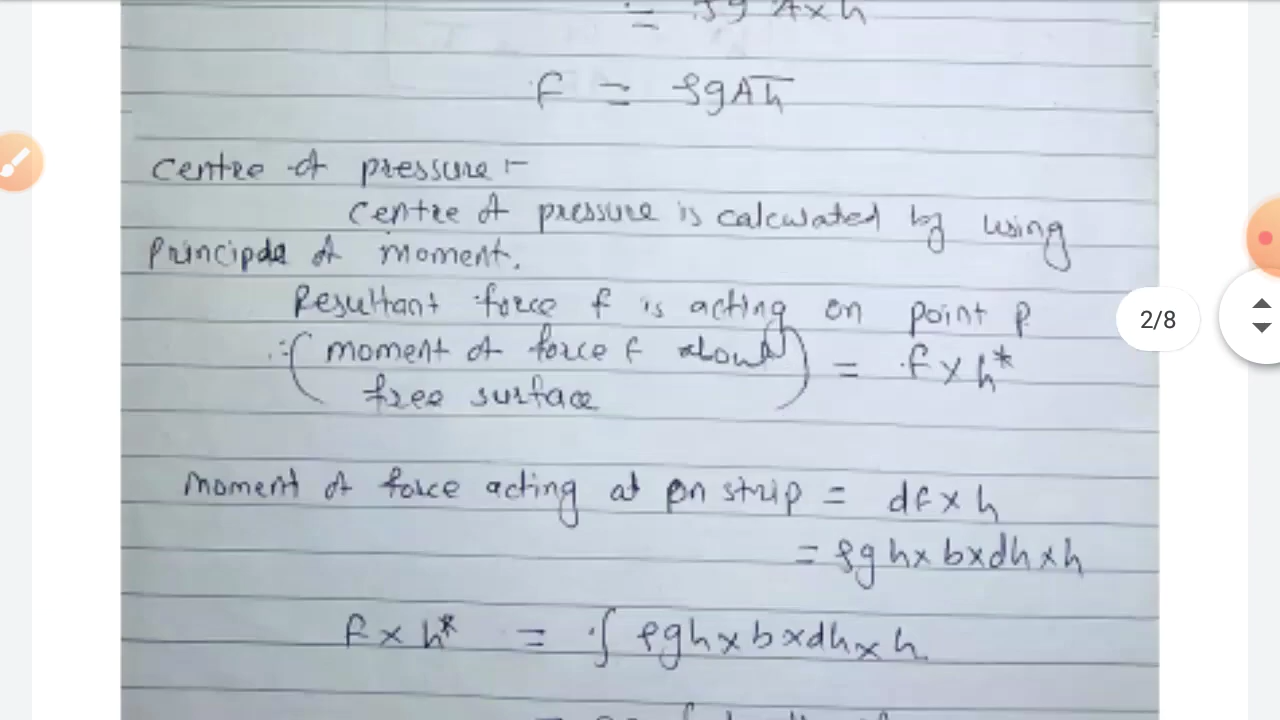 = ρg A×h
F = ρgAh̅
Centre of pressure :-
Centre of pressure is calculated by using
Principle of moment.
Resultant force F is acting on point P
∴ ( moment of force F about ) = F × h*
free surface
2/8
moment of force acting at on strip = dF × h
= ρgh × b × dh × h
F × h* = ∫ ρgh × b × dh × h